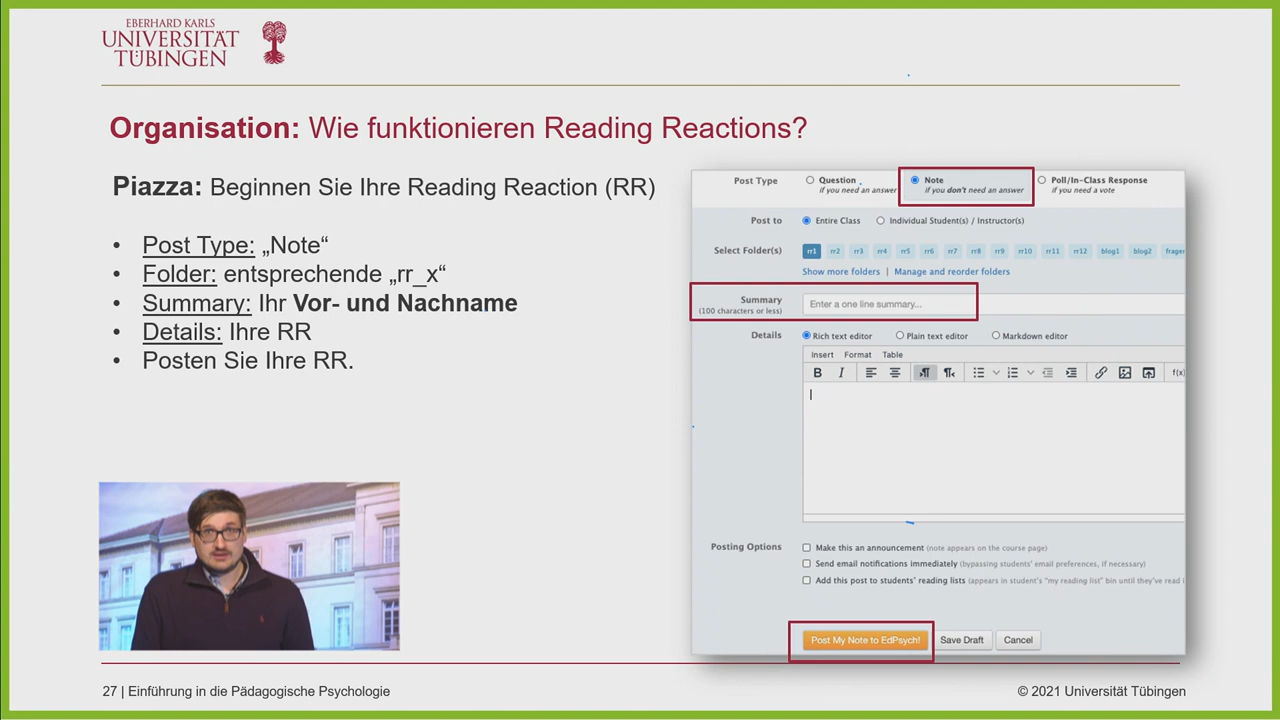 EBERHARD KARLS
UNIVERSITÄT
TÜBINGEN
Organisation: Wie funktionieren Reading Reactions?
Piazza: Beginnen Sie Ihre Reading Reaction (RR)
• Post Type: „Note“
• Folder: entsprechende „rr_x“
• Summary: Ihr Vor- und Nachname
• Details: Ihre RR
• Posten Sie Ihre RR.
Post Type Question Note Poll/In-Class Response
if you need an answer if you don't need an answer if you need a vote
Post to Entire Class Individual Student(s) / Instructor(s)
Select Folder(s) rr1 rr2 rr3 rr4 rr5 rr6 rr7 rr8 rr9 rr10 rr11 rr12 blog1 blog2 frager
Show more folders | Manage and reorder folders
Summary Enter a one line summary...
(100 characters or less)
Details Rich text editor Plain text editor Markdown editor
Insert Format Table
B I f(x)
Posting Options Make this an announcement (note appears on the course page)
Send email notifications immediately (bypassing students' email preferences, if necessary)
Add this post to students' reading lists (appears in student's "my reading list" bin until they've read i
Post My Note to EdPsych! Save Draft Cancel
27 | Einführung in die Pädagogische Psychologie
© 2021 Universität Tübingen